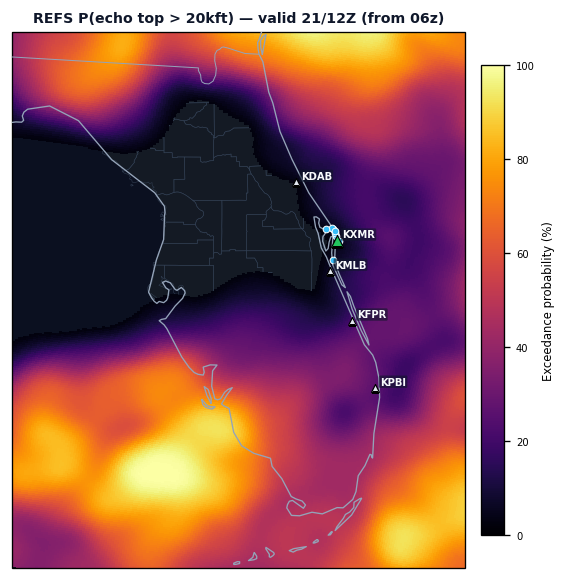 REFS P(echo top > 20kft) — valid 21/12Z (from 06z)
KDAB
KXMR
KMLB
KFPR
KPBI
100
80
60
40
20
0
Exceedance probability (%)